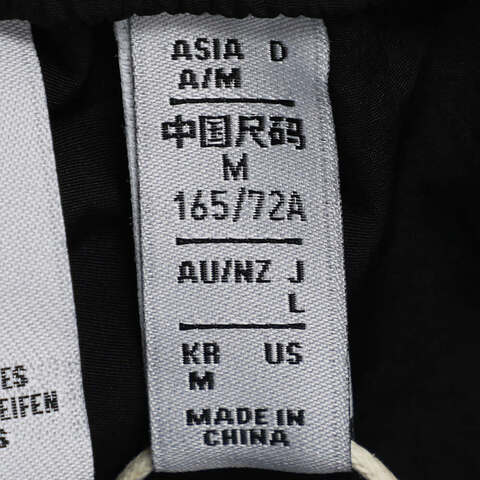 ASIA D
A/M
中国尺码
M
165/72A
AU/NZ J
L
KR US
M
MADE IN
CHINA
ES
EIFEN
S